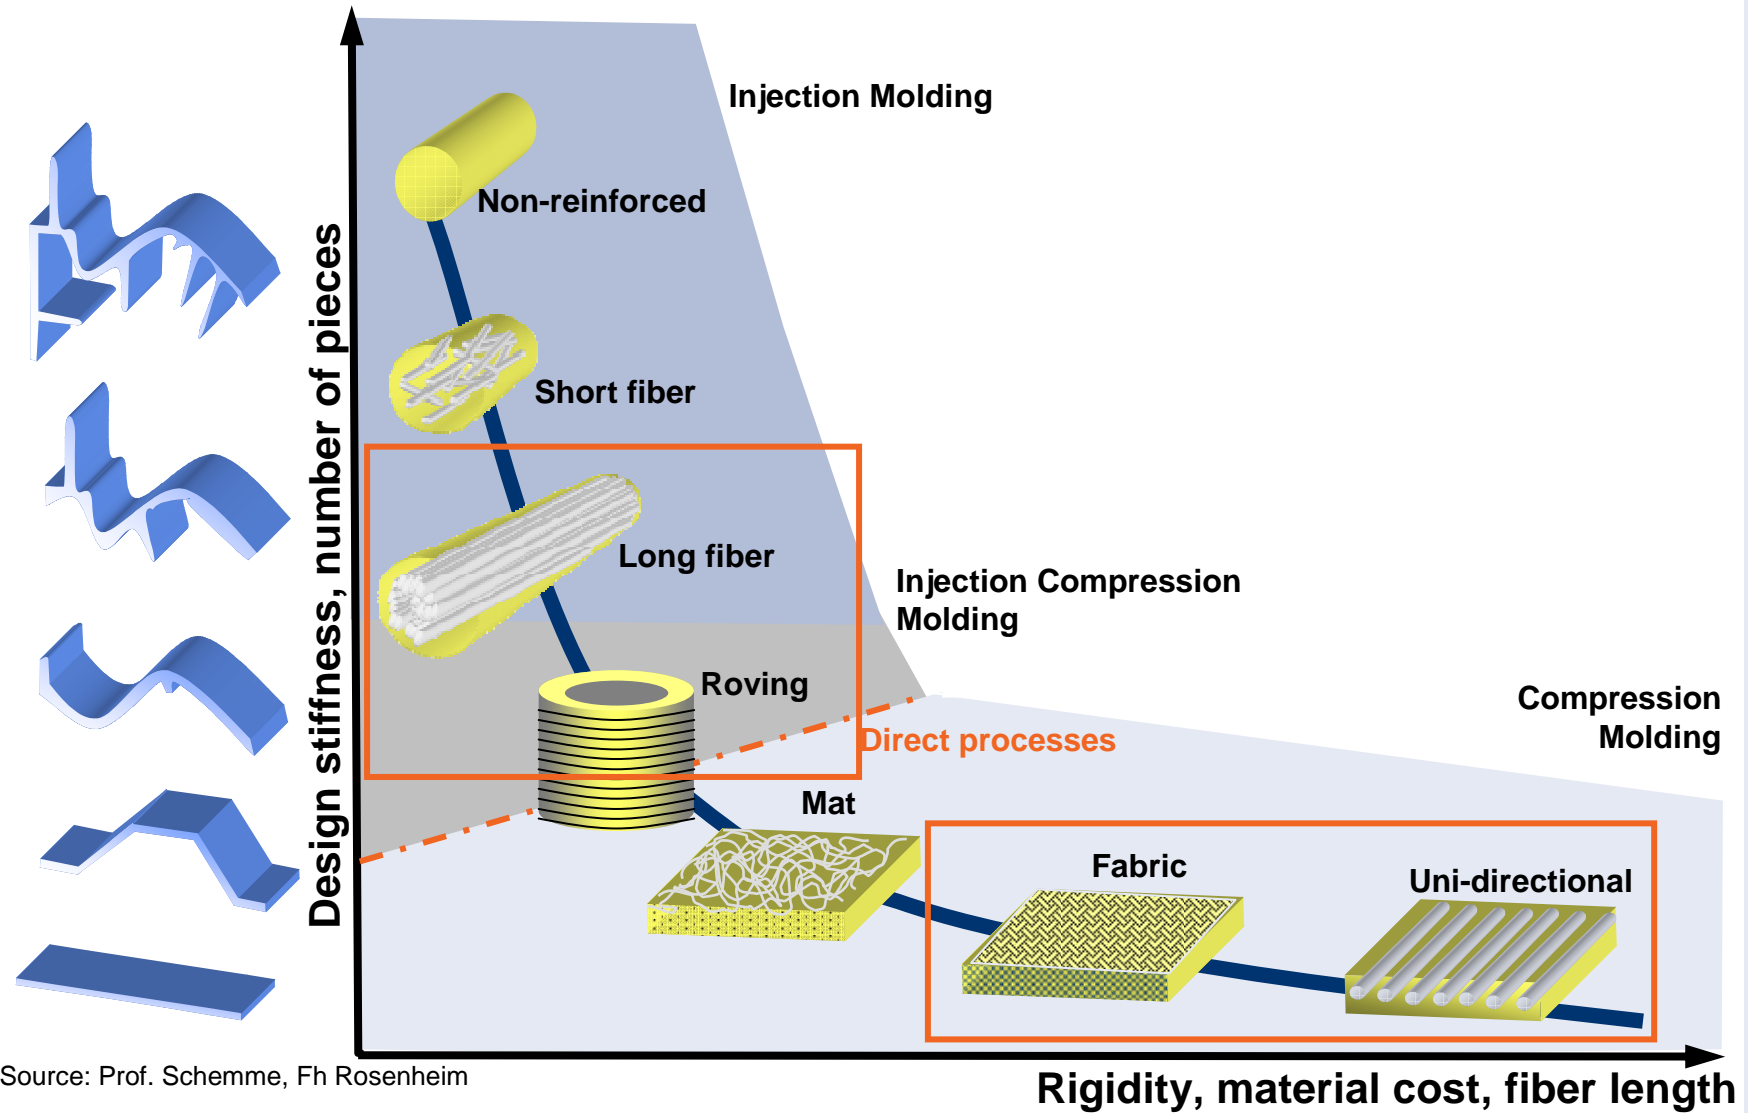 Injection Molding
Non-reinforced
Design stiffness, number of pieces
Short fiber
Long fiber
Injection Compression
Molding
Roving
Compression
Molding
Direct processes
Mat
Fabric
Uni-directional
Source: Prof. Schemme, Fh Rosenheim
Rigidity, material cost, fiber length